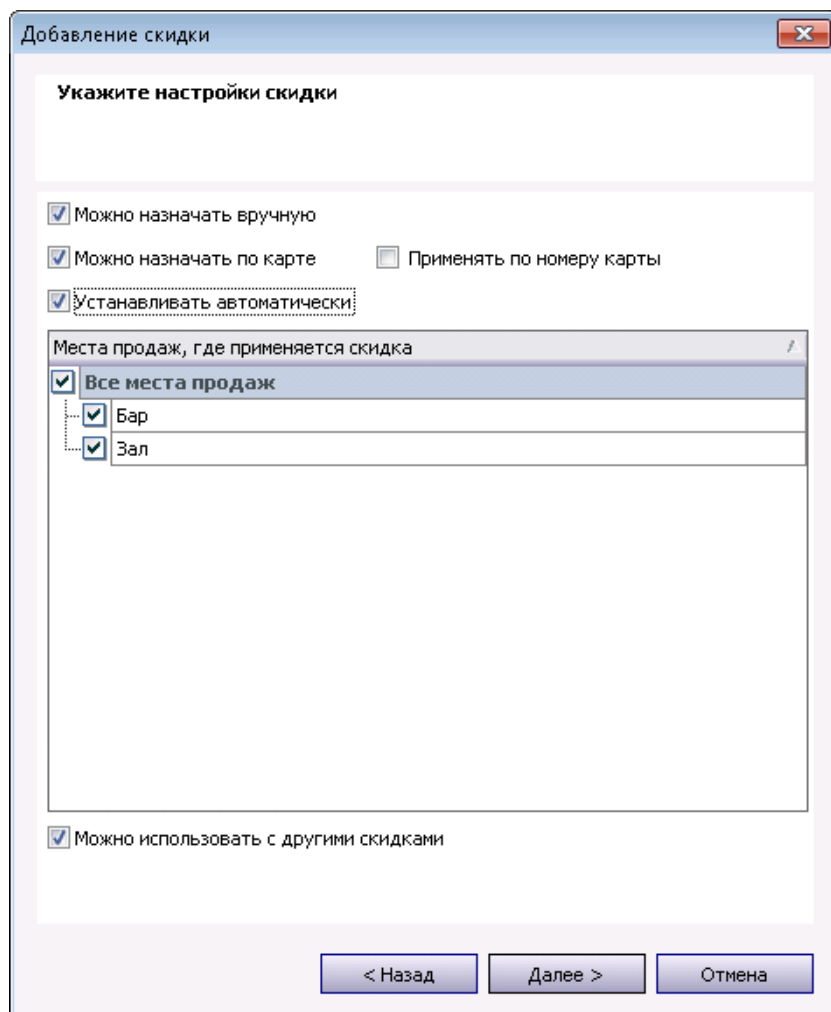 Добавление скидки
Укажите настройки скидки
Можно назначать вручную
Можно назначать по карте Применять по номеру карты
Устанавливать автоматически
Места продаж, где применяется скидка
Все места продаж
Бар
Зал
Можно использовать с другими скидками
< Назад Далее > Отмена